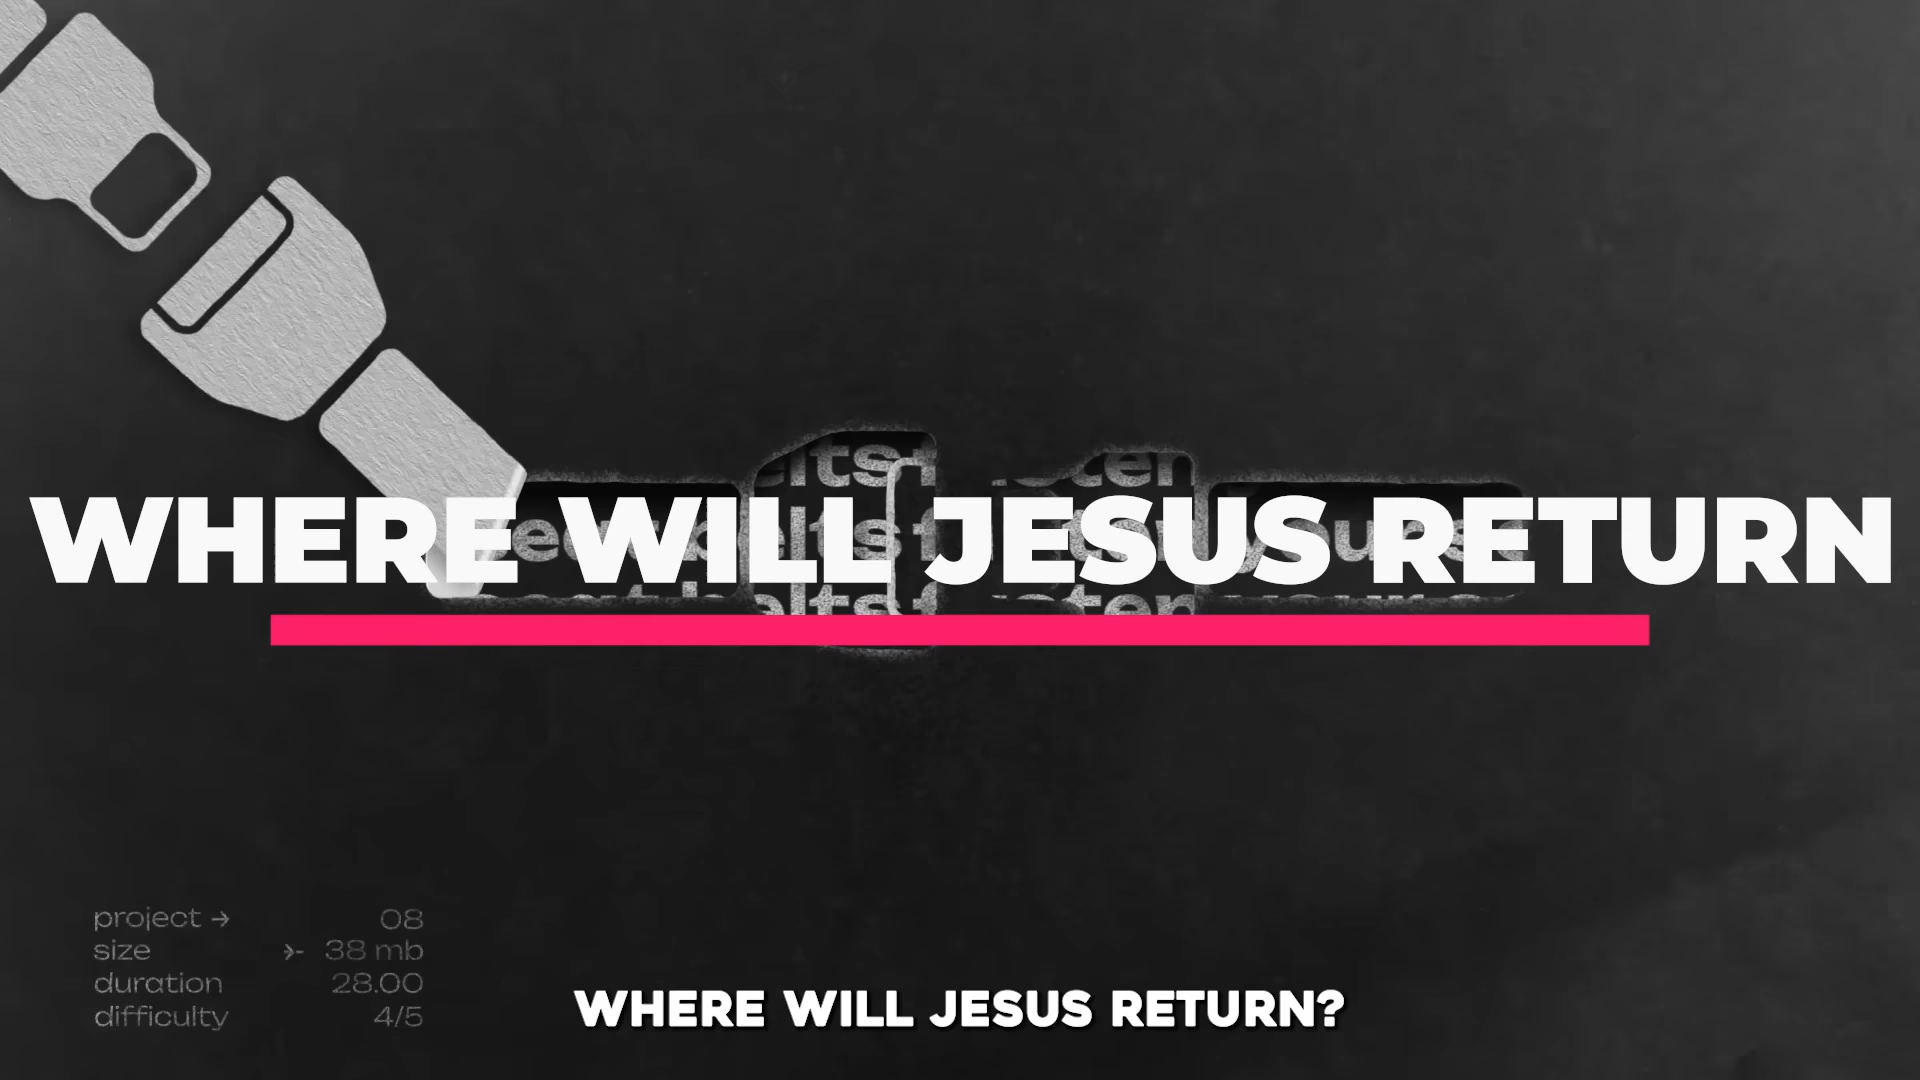 WHERE WILL JESUS RETURN
project → 08
size 38 mb
duration 28.00
difficulty 4/5
WHERE WILL JESUS RETURN?